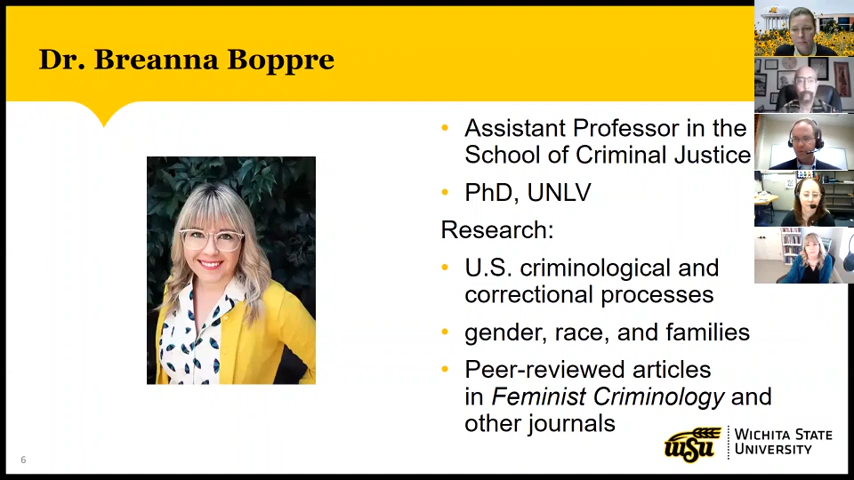 Dr. Breanna Boppre
• Assistant Professor in the
School of Criminal Justice
• PhD, UNLV
Research:
• U.S. criminological and
correctional processes
• gender, race, and families
• Peer-reviewed articles
in Feminist Criminology and
other journals
WSU
WICHITA STATE
UNIVERSITY
6